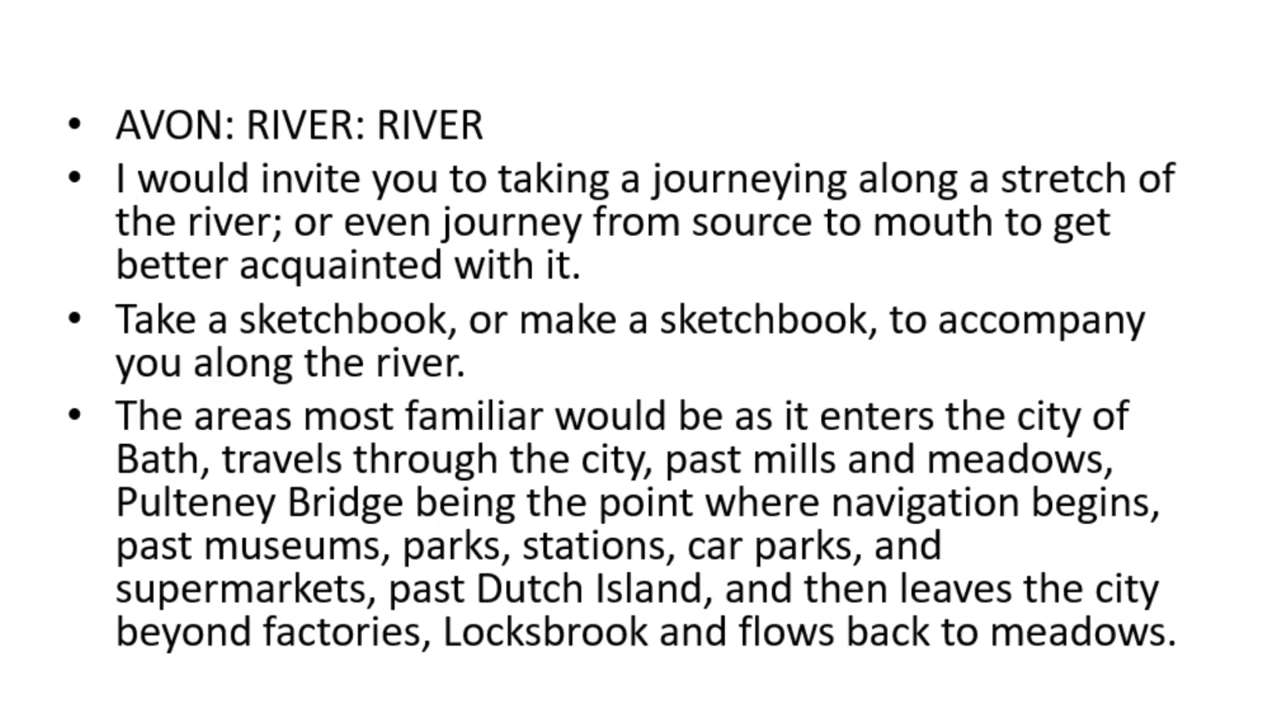 • AVON: RIVER: RIVER
• I would invite you to taking a journeying along a stretch of
the river; or even journey from source to mouth to get
better acquainted with it.
• Take a sketchbook, or make a sketchbook, to accompany
you along the river.
• The areas most familiar would be as it enters the city of
Bath, travels through the city, past mills and meadows,
Pulteney Bridge being the point where navigation begins,
past museums, parks, stations, car parks, and
supermarkets, past Dutch Island, and then leaves the city
beyond factories, Locksbrook and flows back to meadows.